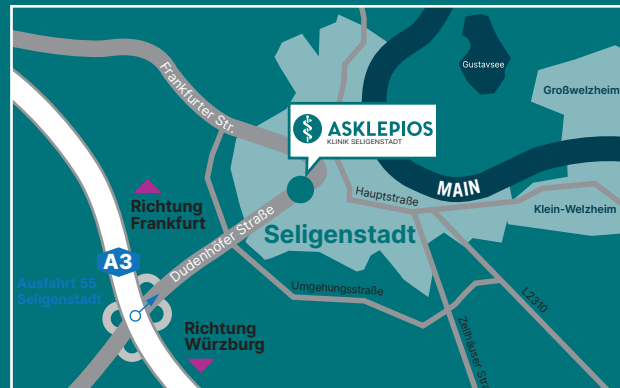 Gustavsee
Großwelzheim
Frankfurter Str.
ASKLEPIOS
KLINIK SELIGENSTADT
MAIN
Hauptstraße
Klein-Welzheim
Richtung
Frankfurt
Dudenhöfer Straße
Seligenstadt
A3
Ausfahrt 55
Seligenstadt
Umgehungsstraße
L2310
Richtung
Würzburg
Zellhäuser